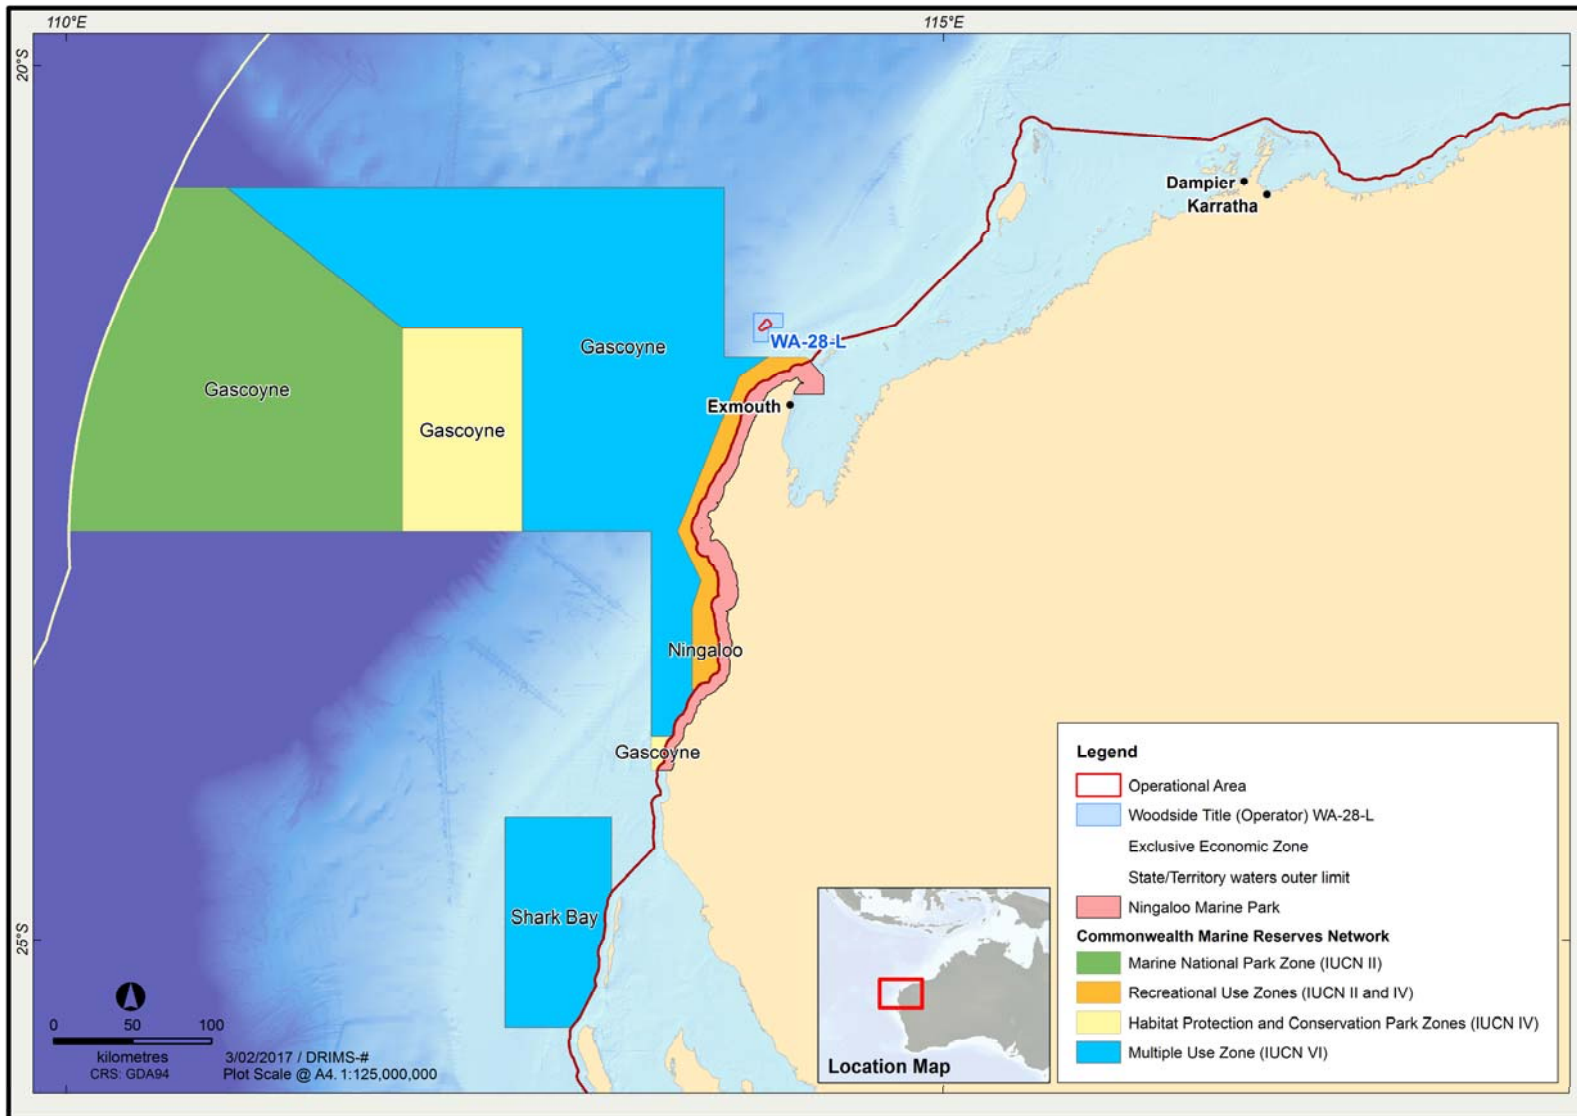 110°E
115°E
20°S
25°S
Dampier
Karratha
WA-28-L
Gascoyne
Gascoyne
Gascoyne
Exmouth
Ningaloo
Gascoyne
Shark Bay
0 50 100
kilometres
CRS: GDA94
3/02/2017 / DRIMS-#
Plot Scale @ A4. 1:125,000,000
Location Map
Legend
Operational Area
Woodside Title (Operator) WA-28-L
Exclusive Economic Zone
State/Territory waters outer limit
Ningaloo Marine Park
Commonwealth Marine Reserves Network
Marine National Park Zone (IUCN II)
Recreational Use Zones (IUCN II and IV)
Habitat Protection and Conservation Park Zones (IUCN IV)
Multiple Use Zone (IUCN VI)